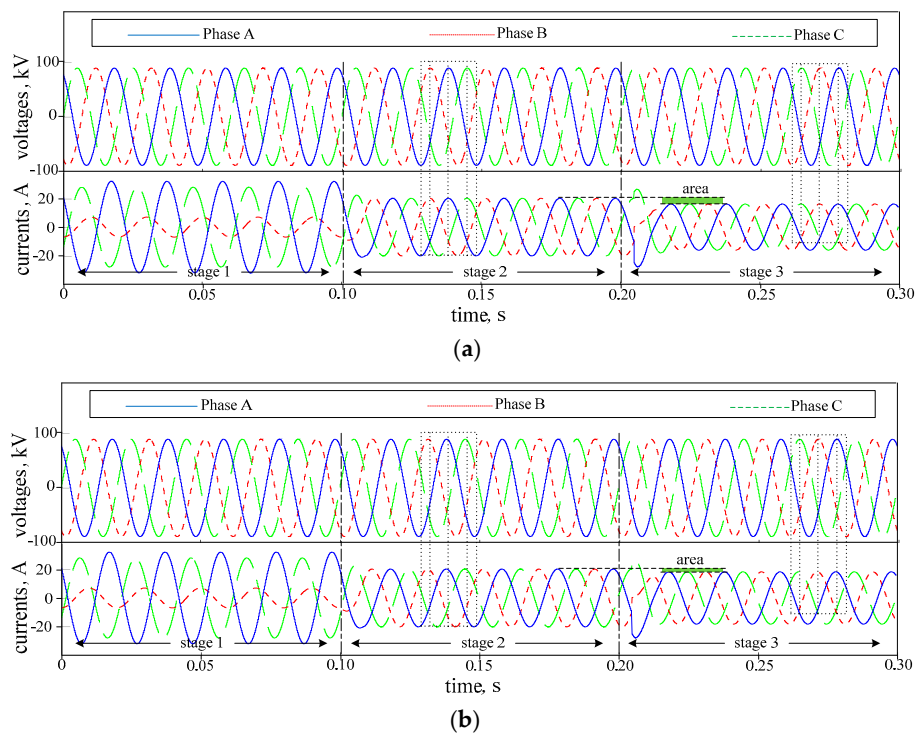 (a)
Phase A Phase B Phase C
voltages, kV
100
0
-100
currents, A
20
0
-20
area
stage 1 stage 2 stage 3
0 0.05 0.10 0.15 0.20 0.25 0.30
time, s
(a)
Phase A Phase B Phase C
voltages, kV
100
0
-100
currents, A
20
0
-20
area
stage 1 stage 2 stage 3
0 0.05 0.10 0.15 0.20 0.25 0.30
time, s
(b)